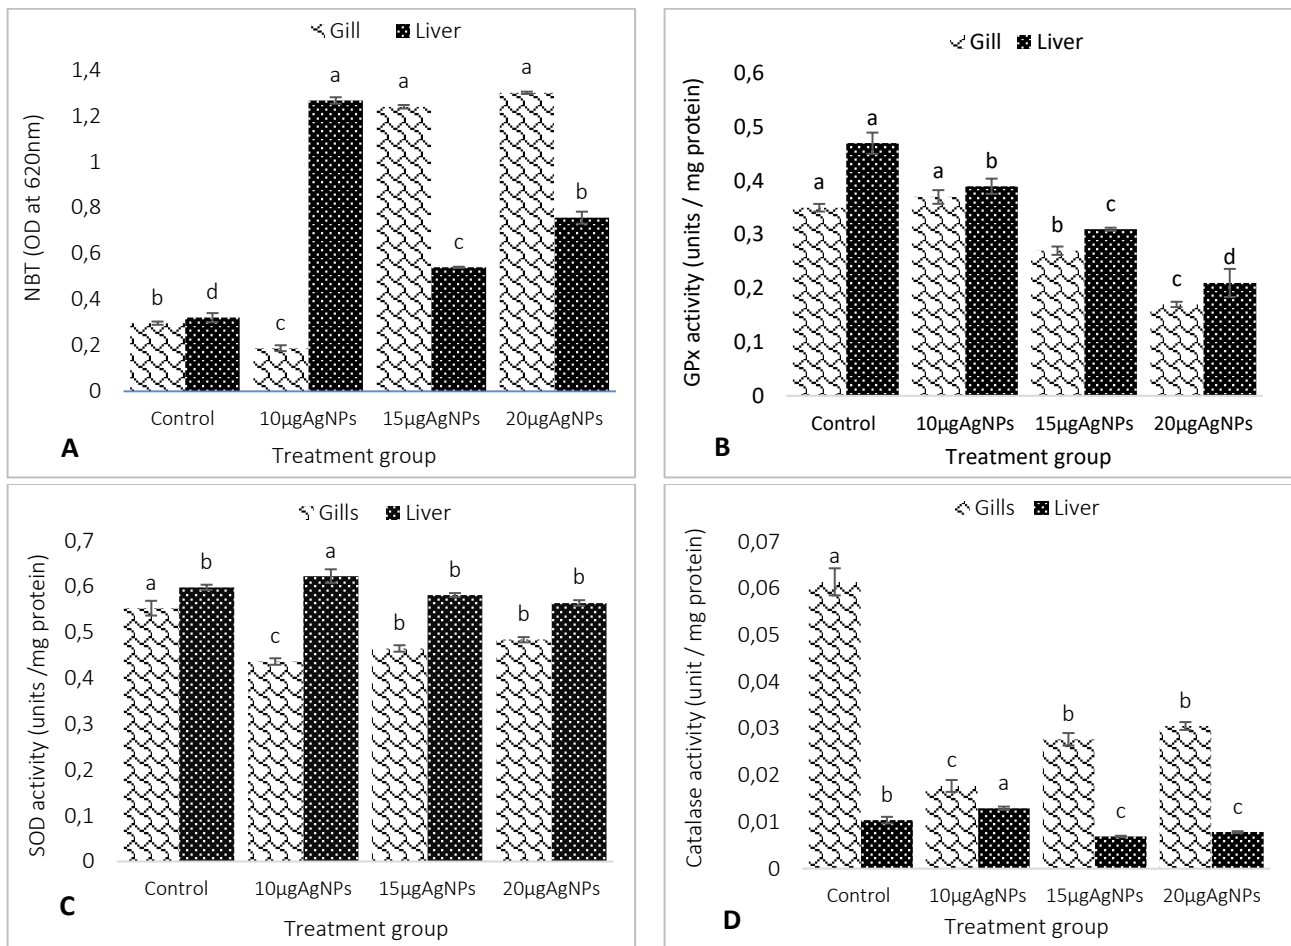 Gill Liver
1,4
1,2
1
0,8
0,6
0,4
0,2
0
NBT (OD at 620nm)
b d c a a c a b
Control 10µgAgNPs 15µgAgNPs 20µgAgNPs
A
Treatment group
Gill Liver
0,6
0,5
0,4
0,3
0,2
0,1
0
GPx activity (units / mg protein)
a a a b b c c d
Control 10µgAgNPs 15µgAgNPs 20µgAgNPs
B
Treatment group
Gills Liver
0,7
0,6
0,5
0,4
0,3
0,2
0,1
0
SOD activity (units /mg protein)
a b c a b b b b
Control 10µgAgNPs 15µgAgNPs 20µgAgNPs
C
Treatment group
Gills Liver
0,07
0,06
0,05
0,04
0,03
0,02
0,01
0
Catalase activity (unit / mg protein)
a b c a b c b c
Control 10µgAgNPs 15µgAgNPs 20µgAgNPs
D
Treatment group